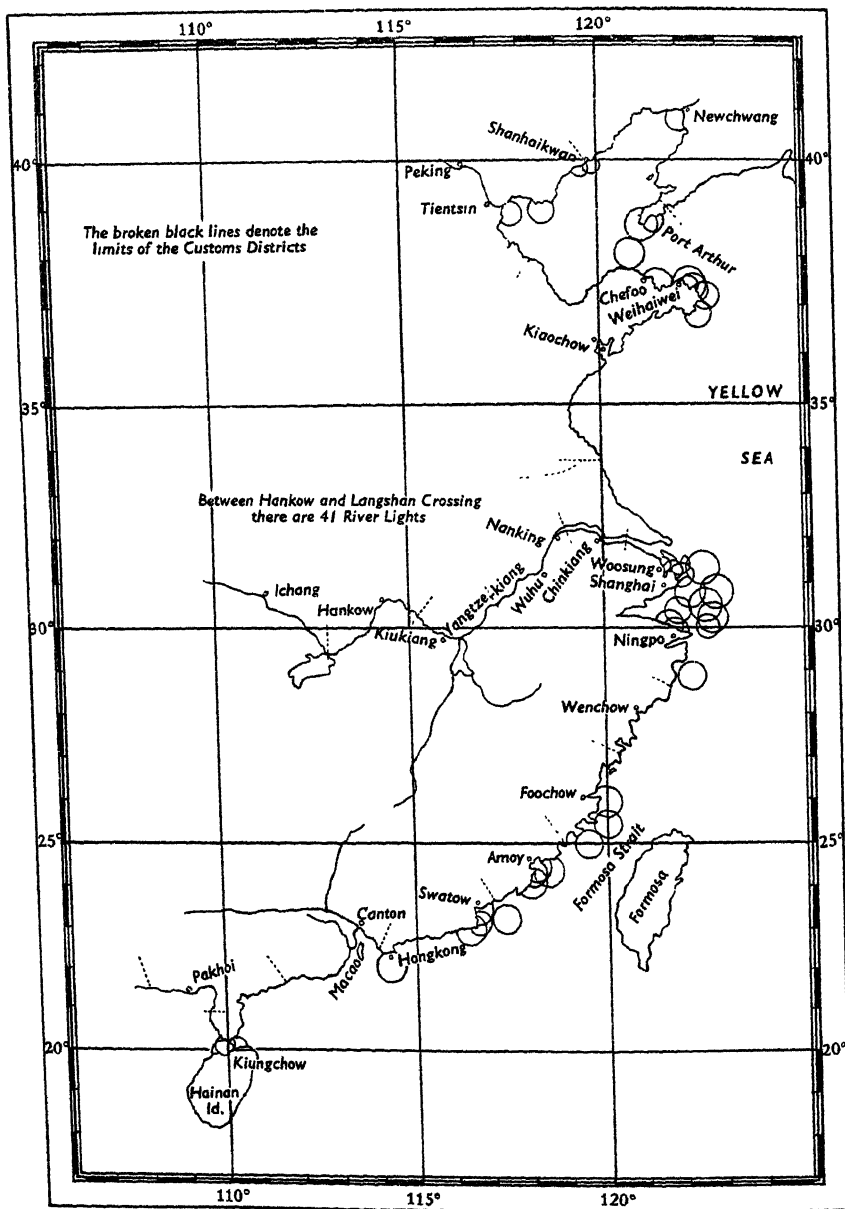 110° 115° 120°
Newchwang
Shanhaikwan
40° 40°
Peking
Tientsin
The broken black lines denote the
limits of the Customs Districts
Port Arthur
Chefoo
Weihaiwei
Kiaochow
YELLOW
35° 35°
SEA
Between Hankow and Langshan Crossing
there are 41 River Lights
Nanking
Chinkiang
Woosung
Shanghai
Wuhu
Yangtze-kiang
Ichang
Hankow
Kiukiang
30° 30°
Ningpo
Wenchow
Foochow
25° 25°
Amoy
Formosa Strait
Formosa
Swatow
Canton
Hongkong
Macao
Pakhoi
20° 20°
Kiungchow
Hainan
Id.
110° 115° 120°